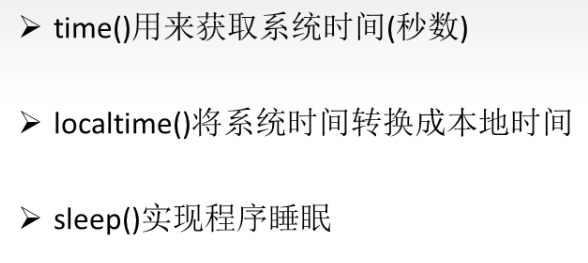 ➢ time()用来获取系统时间(秒数)
➢ localtime()将系统时间转换成本地时间
➢ sleep()实现程序睡眠